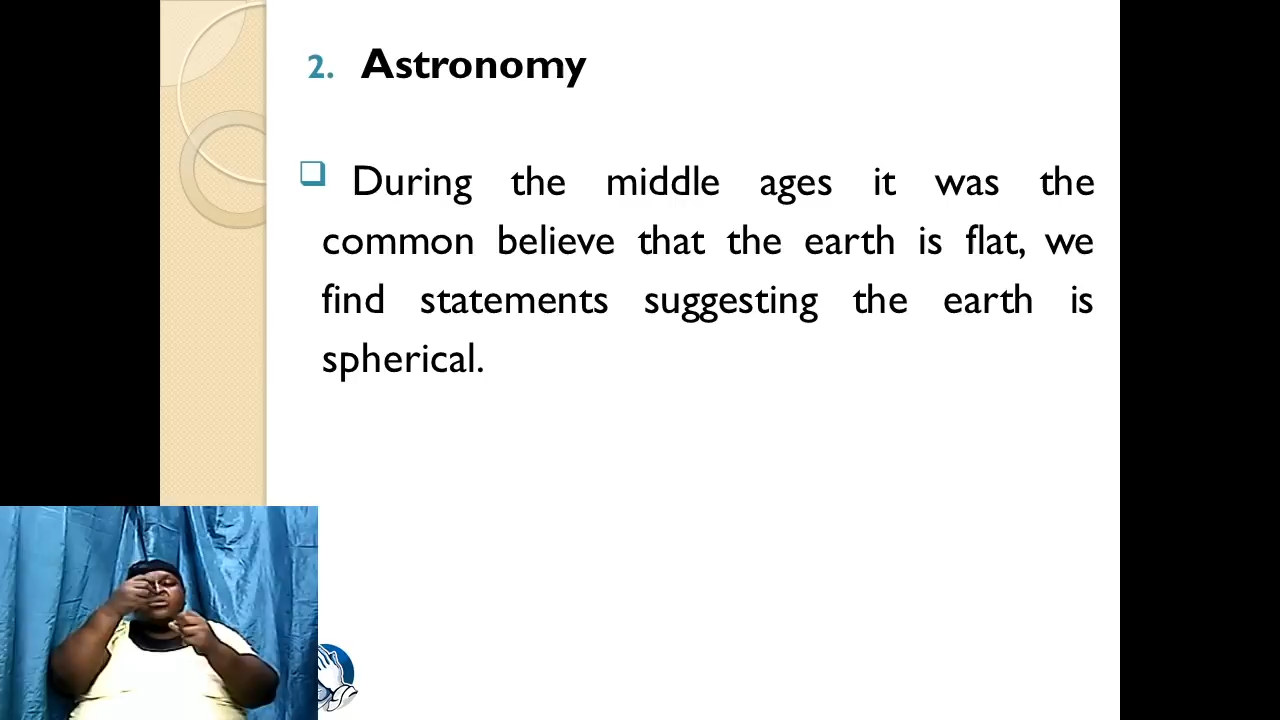 2. Astronomy
During the middle ages it was the
common believe that the earth is flat, we
find statements suggesting the earth is
spherical.